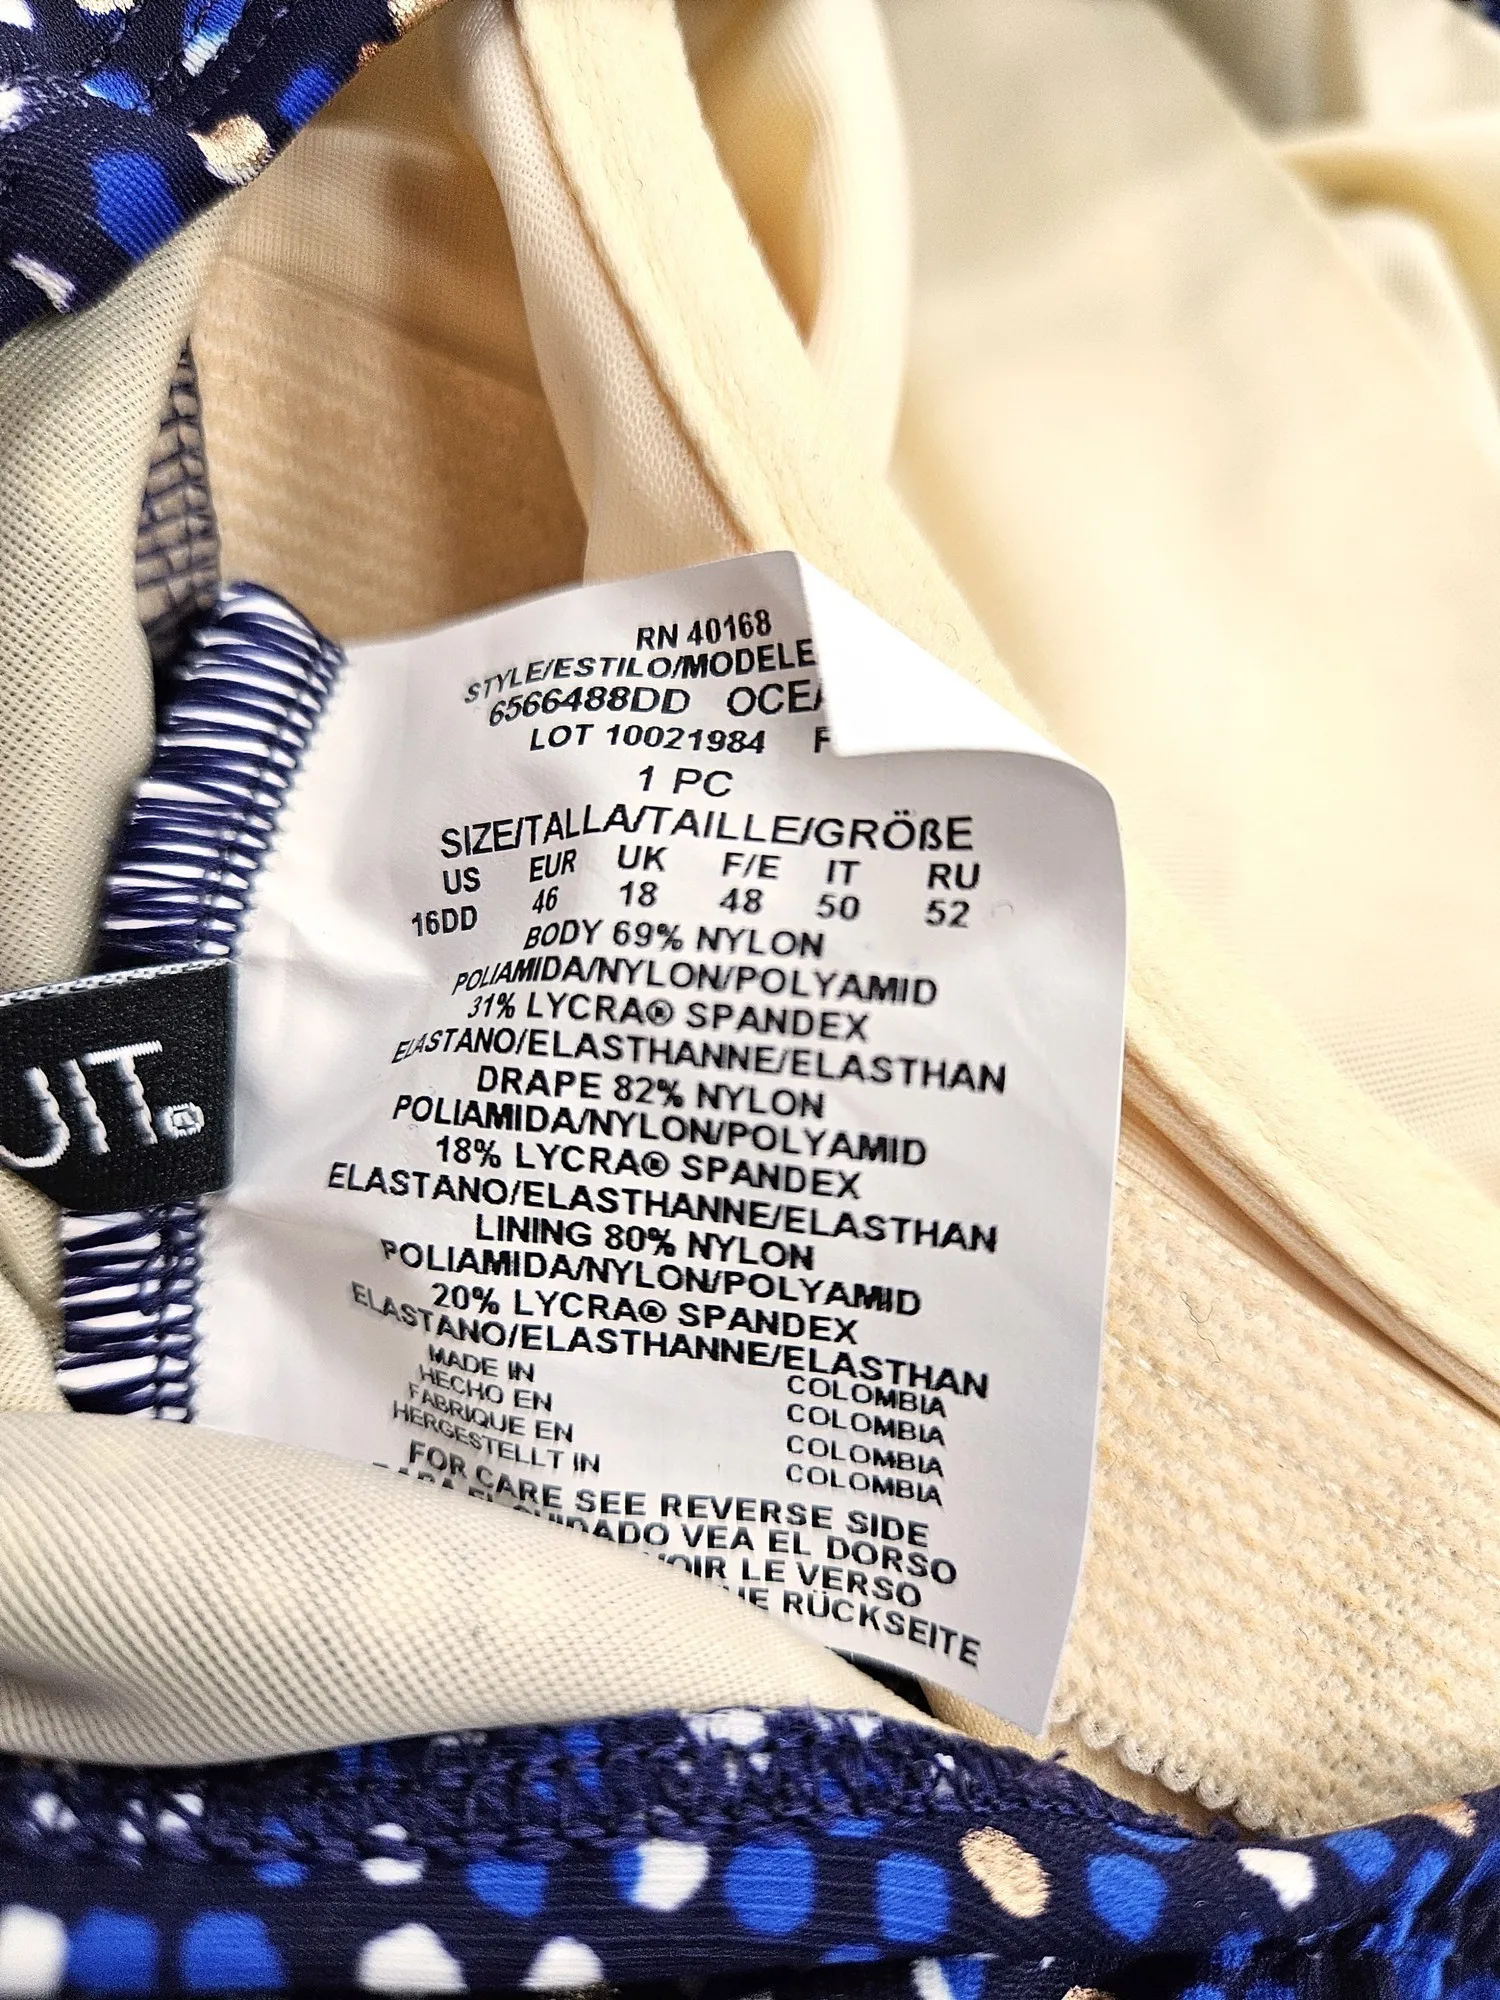 RN 40168
STYLE/ESTILO/MODELE
6566488DD
LOT 10021984
1 PC
SIZE/TALLA/TAILLE/GRÖßE
US EUR UK F/E IT RU
16DD 46 18 48 50 52
BODY 69% NYLON
POLIAMIDA/NYLON/POLYAMID
31% LYCRA® SPANDEX
ELASTANO/ELASTHANNE/ELASTHAN
DRAPE 82% NYLON
POLIAMIDA/NYLON/POLYAMID
18% LYCRA® SPANDEX
ELASTANO/ELASTHANNE/ELASTHAN
LINING 80% NYLON
POLIAMIDA/NYLON/POLYAMID
20% LYCRA® SPANDEX
ELASTANO/ELASTHANNE/ELASTHAN
MADE IN COLOMBIA
HECHO EN COLOMBIA
FABRIQUE EN COLOMBIA
HERGESTELLT IN COLOMBIA
FOR CARE SEE REVERSE SIDE
VEA EL DORSO
LE VERSO
RÜCKSEITE